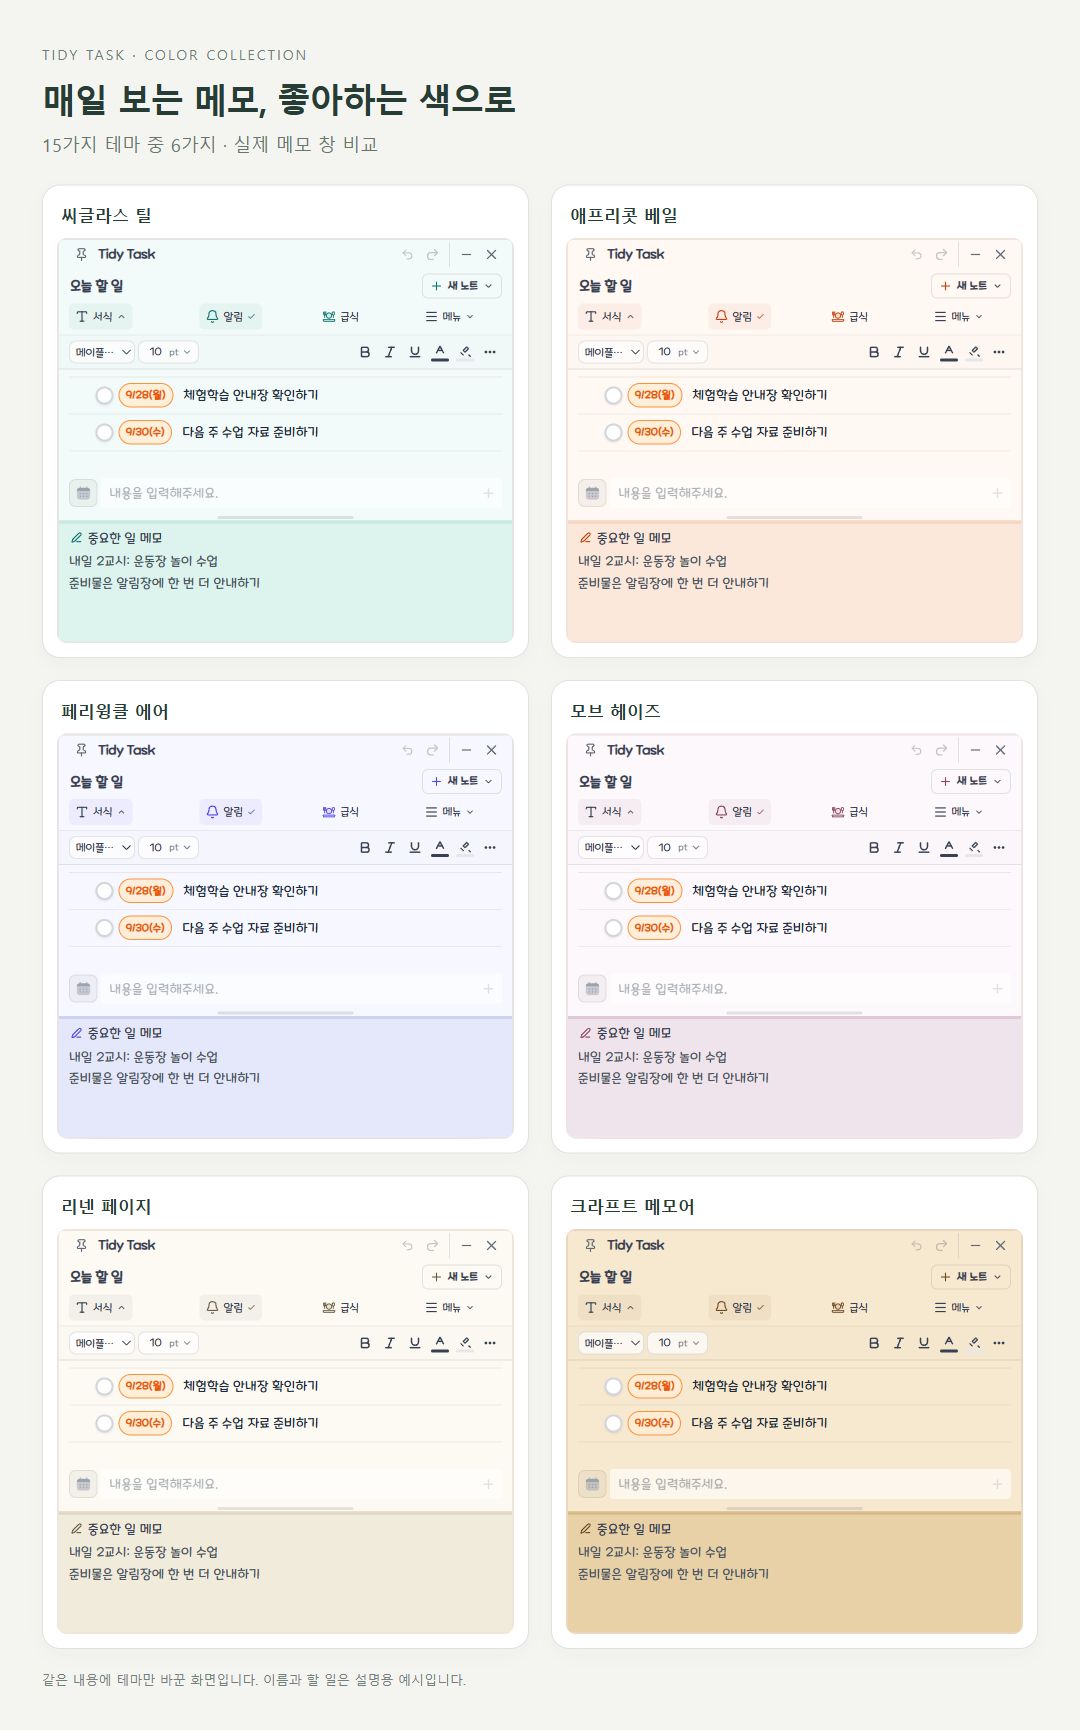 TIDY TASK · COLOR COLLECTION
매일 보는 메모, 좋아하는 색으로
15가지 테마 중 6가지 · 실제 메모 창 비교
씨글라스 틸
Tidy Task
오늘 할 일
+ 새 노트
서식
알림
급식
메뉴
메이플···
10 pt
B I U A
9/28(월) 체험학습 안내장 확인하기
9/30(수) 다음 주 수업 자료 준비하기
내용을 입력해주세요.
중요한 일 메모
내일 2교시: 운동장 놀이 수업
준비물은 알림장에 한 번 더 안내하기
애프리콧 베일
Tidy Task
오늘 할 일
+ 새 노트
서식
알림
급식
메뉴
메이플···
10 pt
B I U A
9/28(월) 체험학습 안내장 확인하기
9/30(수) 다음 주 수업 자료 준비하기
내용을 입력해주세요.
중요한 일 메모
내일 2교시: 운동장 놀이 수업
준비물은 알림장에 한 번 더 안내하기
페리윙클 에어
Tidy Task
오늘 할 일
+ 새 노트
서식
알림
급식
메뉴
메이플···
10 pt
B I U A
9/28(월) 체험학습 안내장 확인하기
9/30(수) 다음 주 수업 자료 준비하기
내용을 입력해주세요.
중요한 일 메모
내일 2교시: 운동장 놀이 수업
준비물은 알림장에 한 번 더 안내하기
모브 헤이즈
Tidy Task
오늘 할 일
+ 새 노트
서식
알림
급식
메뉴
메이플···
10 pt
B I U A
9/28(월) 체험학습 안내장 확인하기
9/30(수) 다음 주 수업 자료 준비하기
내용을 입력해주세요.
중요한 일 메모
내일 2교시: 운동장 놀이 수업
준비물은 알림장에 한 번 더 안내하기
리넨 페이지
Tidy Task
오늘 할 일
+ 새 노트
서식
알림
급식
메뉴
메이플···
10 pt
B I U A
9/28(월) 체험학습 안내장 확인하기
9/30(수) 다음 주 수업 자료 준비하기
내용을 입력해주세요.
중요한 일 메모
내일 2교시: 운동장 놀이 수업
준비물은 알림장에 한 번 더 안내하기
크라프트 메모어
Tidy Task
오늘 할 일
+ 새 노트
서식
알림
급식
메뉴
메이플···
10 pt
B I U A
9/28(월) 체험학습 안내장 확인하기
9/30(수) 다음 주 수업 자료 준비하기
내용을 입력해주세요.
중요한 일 메모
내일 2교시: 운동장 놀이 수업
준비물은 알림장에 한 번 더 안내하기
같은 내용에 테마만 바꾼 화면입니다. 이름과 할 일은 설명용 예시입니다.